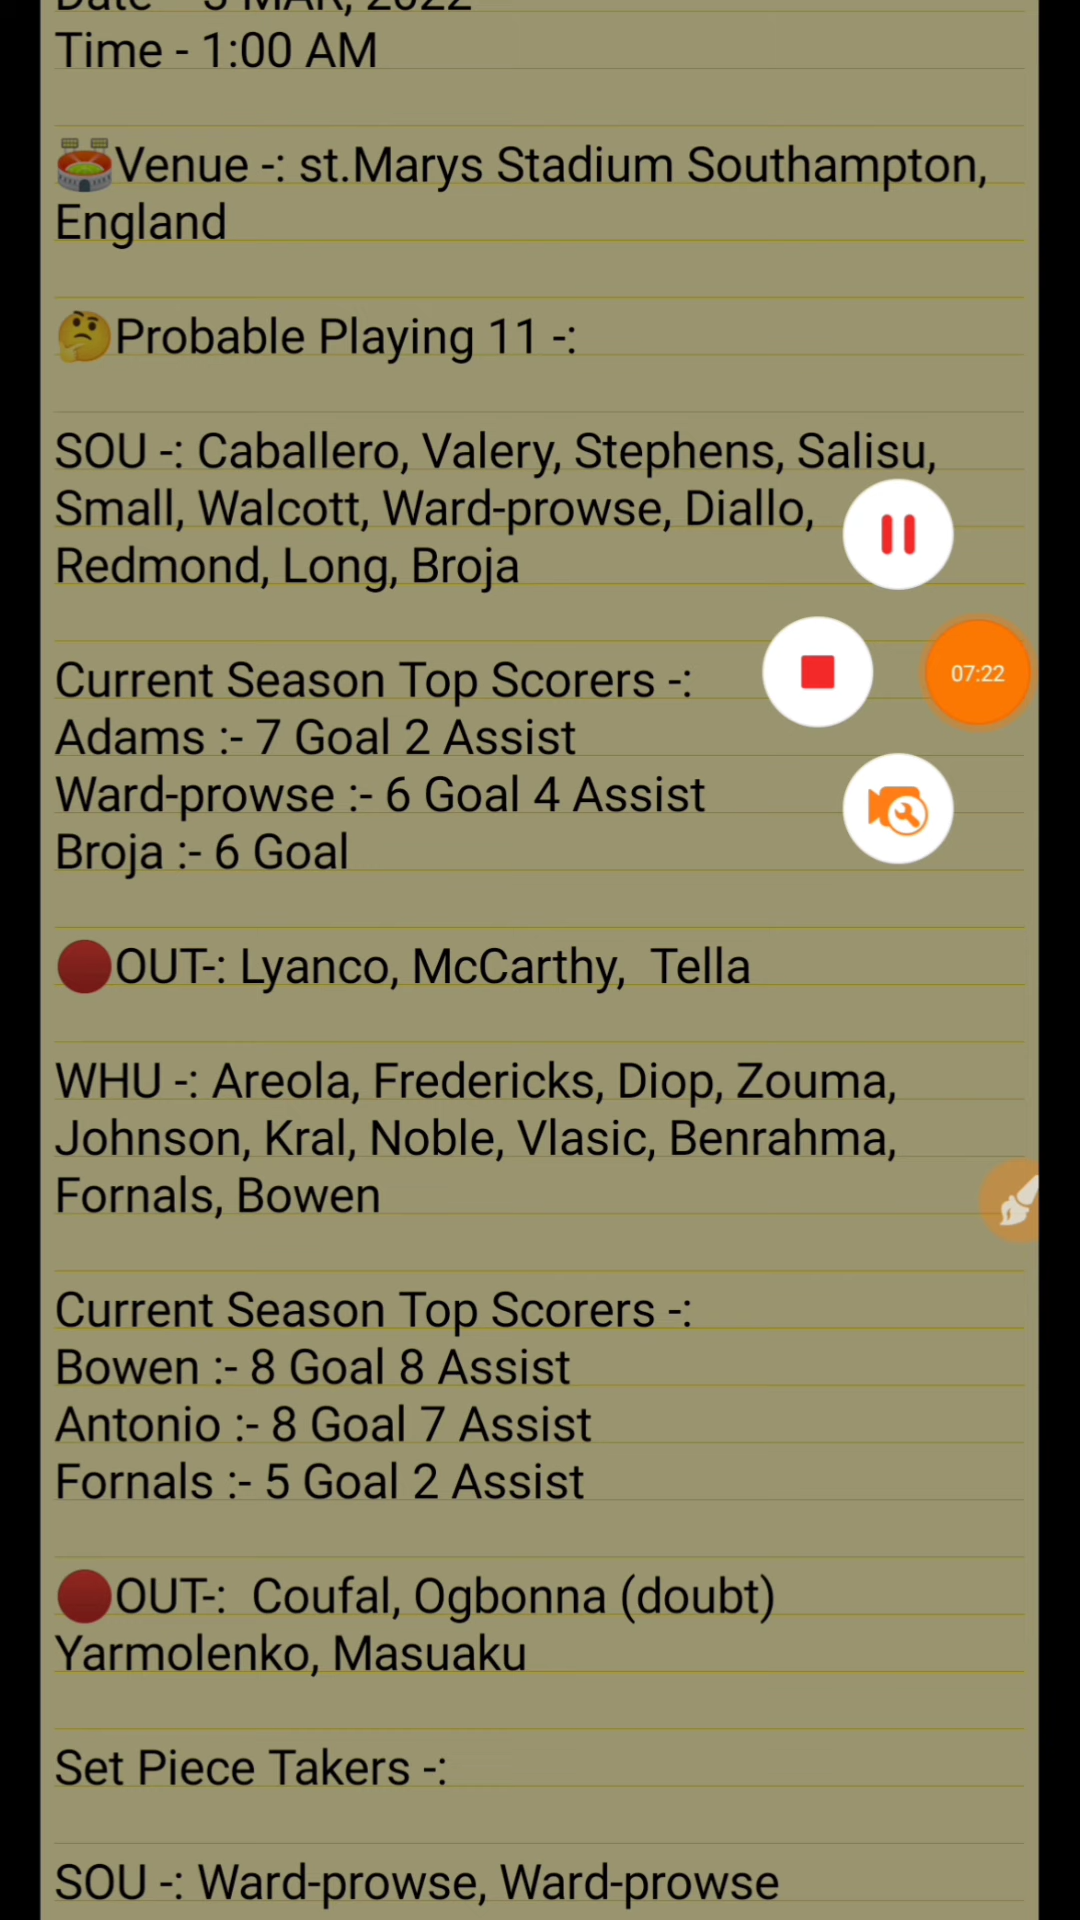 Date - 3 MAR, 2022
Time - 1:00 AM
Venue -: st.Marys Stadium Southampton,
England
Probable Playing 11 -:
SOU -: Caballero, Valery, Stephens, Salisu,
Small, Walcott, Ward-prowse, Diallo,
Redmond, Long, Broja
Current Season Top Scorers -:
07:22
Adams :- 7 Goal 2 Assist
Ward-prowse :- 6 Goal 4 Assist
Broja :- 6 Goal
OUT-: Lyanco, McCarthy,  Tella
WHU -: Areola, Fredericks, Diop, Zouma,
Johnson, Kral, Noble, Vlasic, Benrahma,
Fornals, Bowen
Current Season Top Scorers -:
Bowen :- 8 Goal 8 Assist
Antonio :- 8 Goal 7 Assist
Fornals :- 5 Goal 2 Assist
OUT-:  Coufal, Ogbonna (doubt)
Yarmolenko, Masuaku
Set Piece Takers -:
SOU -: Ward-prowse, Ward-prowse